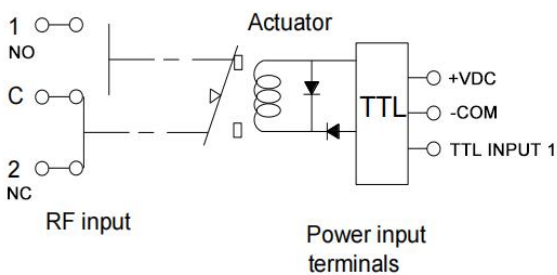 Actuator
1
NO
C
2
NC
TTL
+VDC
-COM
TTL INPUT 1
RF input
Power input
terminals